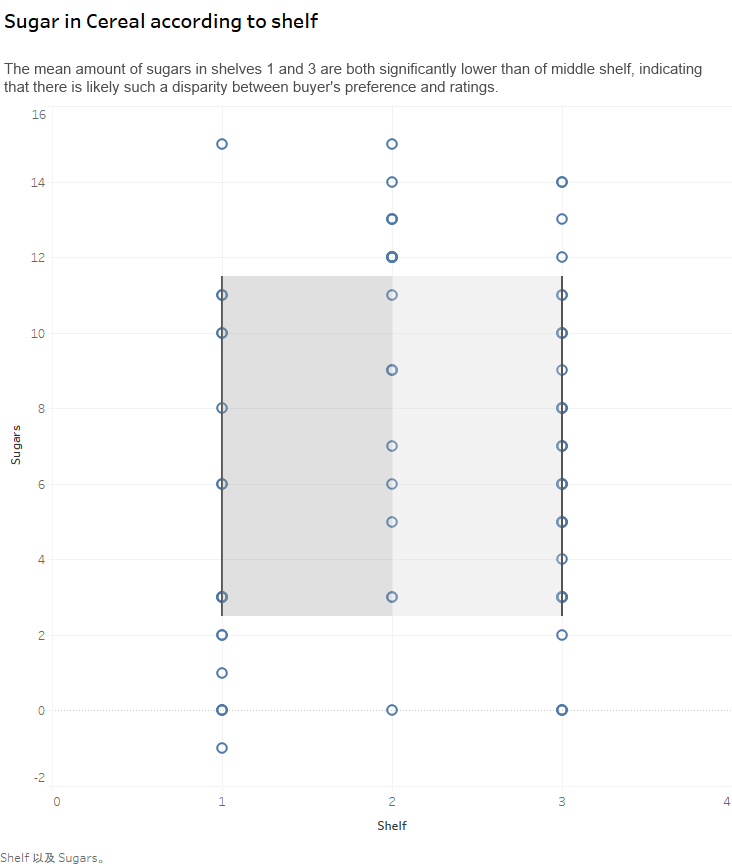 Sugar in Cereal according to shelf
The mean amount of sugars in shelves 1 and 3 are both significantly lower than of middle shelf, indicating
that there is likely such a disparity between buyer's preference and ratings.
16
14
12
10
8
6
4
2
0
-2
Sugars
0 1 2 3 4
Shelf
Shelf 以及 Sugars。